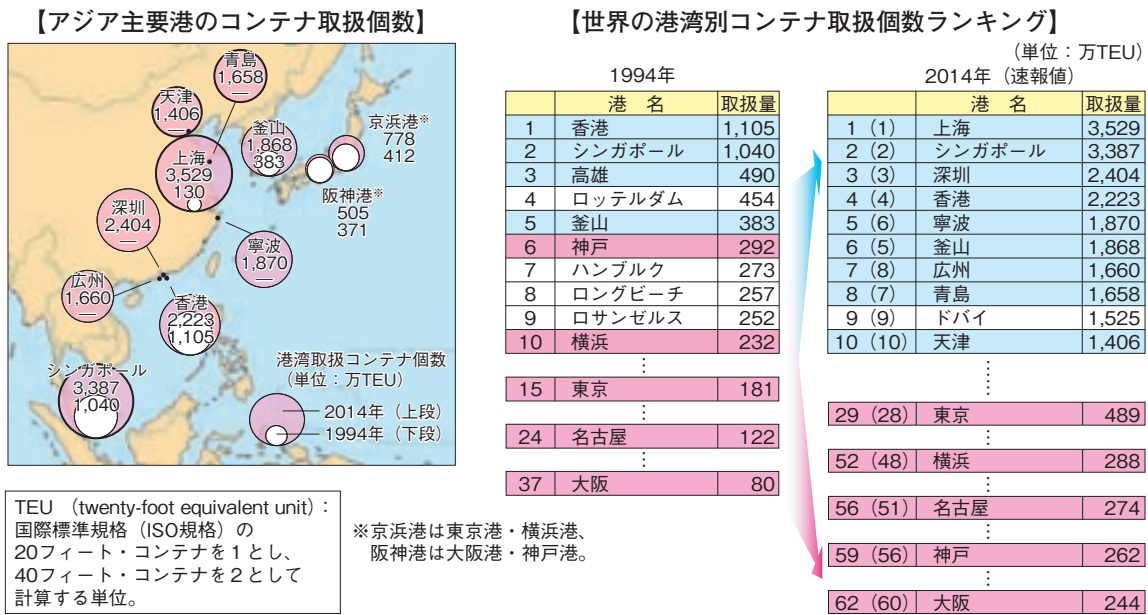 【アジア主要港のコンテナ取扱個数】
青島
1,658
―
天津
1,406
―
釜山
1,868
383
京浜港※
778
412
上海
3,529
130
阪神港※
505
371
深圳
2,404
―
寧波
1,870
―
広州
1,660
―
香港
2,223
1,105
シンガポール
3,387
1,040
港湾取扱コンテナ個数
(単位:万TEU)
2014年(上段)
1994年(下段)
TEU (twenty-foot equivalent unit):
国際標準規格(ISO規格)の
20フィート・コンテナを1とし、
40フィート・コンテナを2として
計算する単位。
※京浜港は東京港・横浜港、
阪神港は大阪港・神戸港。
【世界の港湾別コンテナ取扱個数ランキング】
(単位:万TEU)
1994年
港 名 取扱量
1 香港 1,105
2 シンガポール 1,040
3 高雄 490
4 ロッテルダム 454
5 釜山 383
6 神戸 292
7 ハンブルク 273
8 ロングビーチ 257
9 ロサンゼルス 252
10 横浜 232
⋮
15 東京 181
⋮
24 名古屋 122
⋮
37 大阪 80
2014年(速報値)
港 名 取扱量
1(1) 上海 3,529
2(2) シンガポール 3,387
3(3) 深圳 2,404
4(4) 香港 2,223
5(6) 寧波 1,870
6(5) 釜山 1,868
7(8) 広州 1,660
8(7) 青島 1,658
9(9) ドバイ 1,525
10(10) 天津 1,406
⋮
29(28) 東京 489
⋮
52(48) 横浜 288
⋮
56(51) 名古屋 274
⋮
59(56) 神戸 262
⋮
62(60) 大阪 244